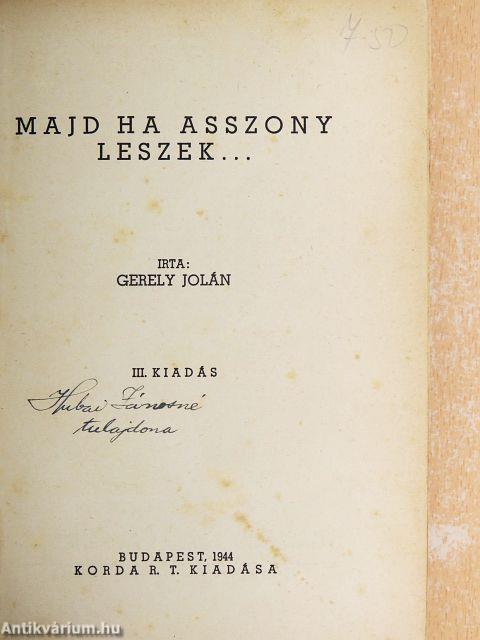 7.50
MAJD HA ASSZONY
LESZEK...
IRTA:
GERELY JOLÁN
III. KIADÁS
Hubai Jánosné
tulajdona
BUDAPEST, 1944
KORDA R. T. KIADÁSA
Antikvárium.hu